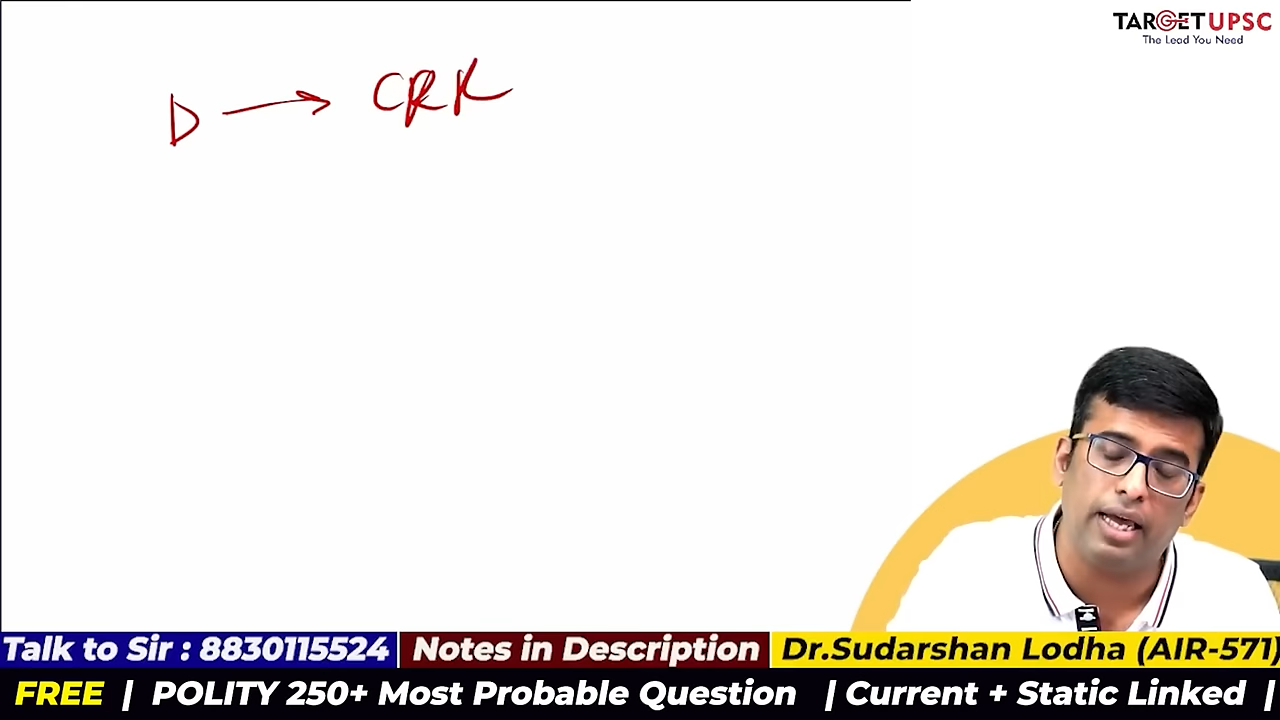 TARGET UPSC
The Lead You Need
D → CRR
Talk to Sir : 8830115524 Notes in Description Dr.Sudarshan Lodha (AIR-571)
FREE | POLITY 250+ Most Probable Question | Current + Static Linked |